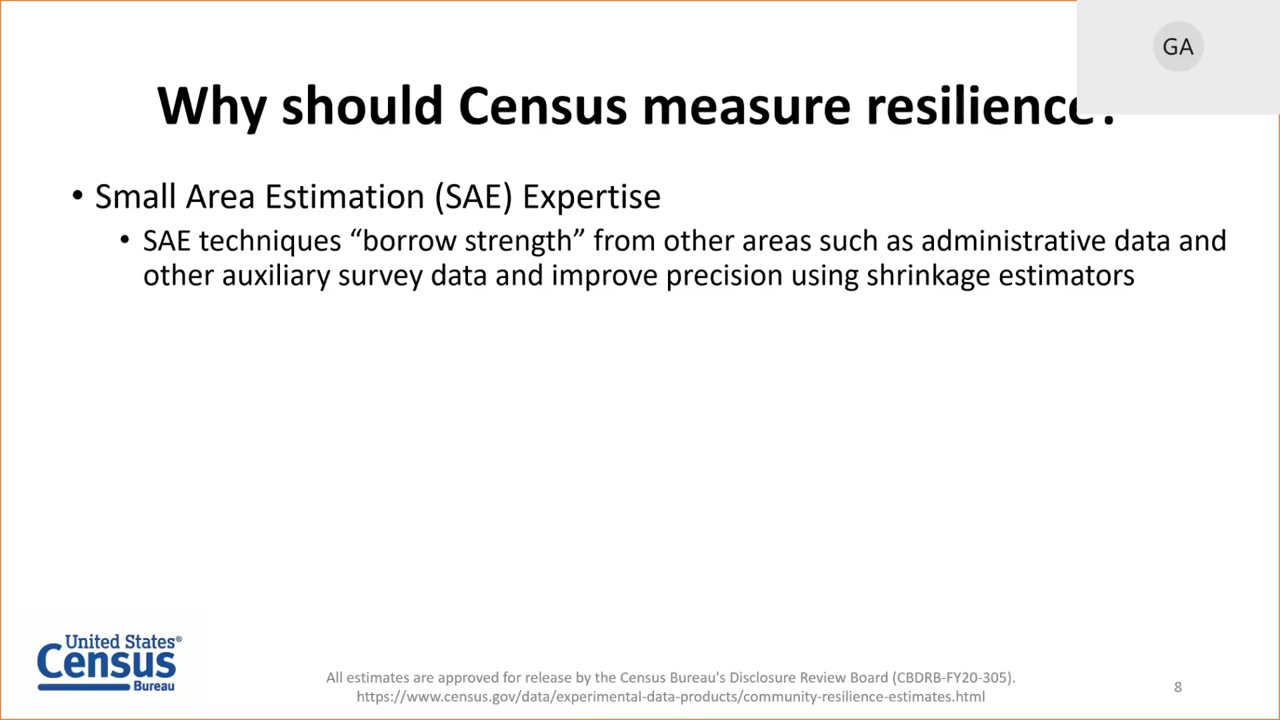 GA
Why should Census measure resilience?
• Small Area Estimation (SAE) Expertise
• SAE techniques “borrow strength” from other areas such as administrative data and
other auxiliary survey data and improve precision using shrinkage estimators
United States®
Census
Bureau
All estimates are approved for release by the Census Bureau's Disclosure Review Board (CBDRB-FY20-305).
https://www.census.gov/data/experimental-data-products/community-resilience-estimates.html
8